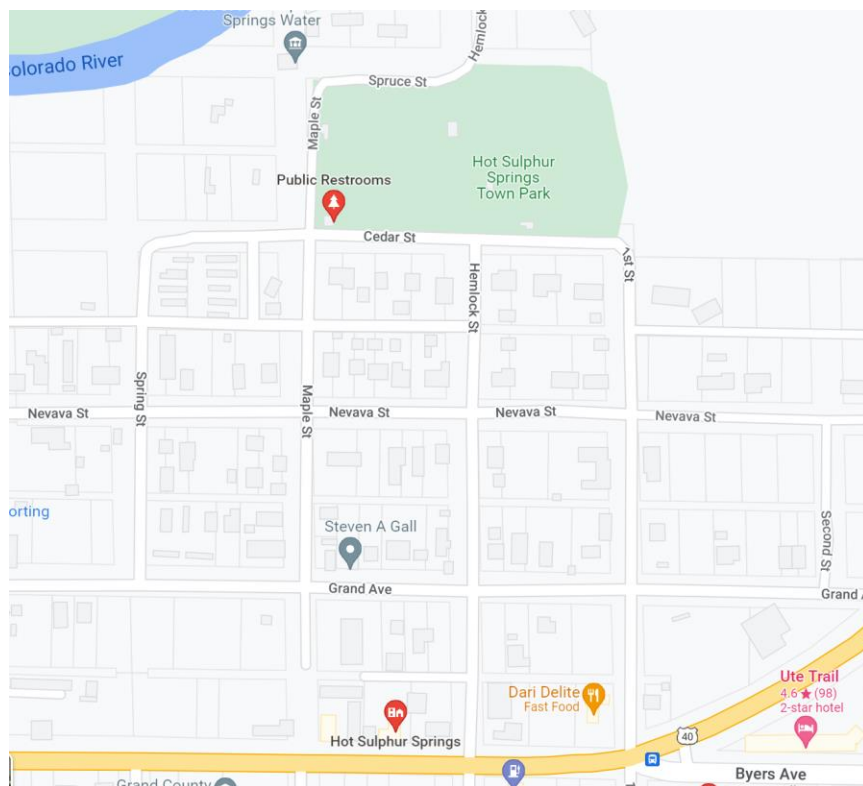 Springs Water
Colorado River
Hemlock
Spruce St
Maple St
Hot Sulphur
Springs
Town Park
Public Restrooms
Cedar St
1st St
Hemlock St
Spring St
Maple St
Nevava St
Nevava St
Nevava St
Nevava St
orting
Steven A Gall
Second St
Grand Ave
Grand A
Ute Trail
4.6 ★ (98)
2-star hotel
Dari Delite
Fast Food
Hot Sulphur Springs
40
Byers Ave
Grand County